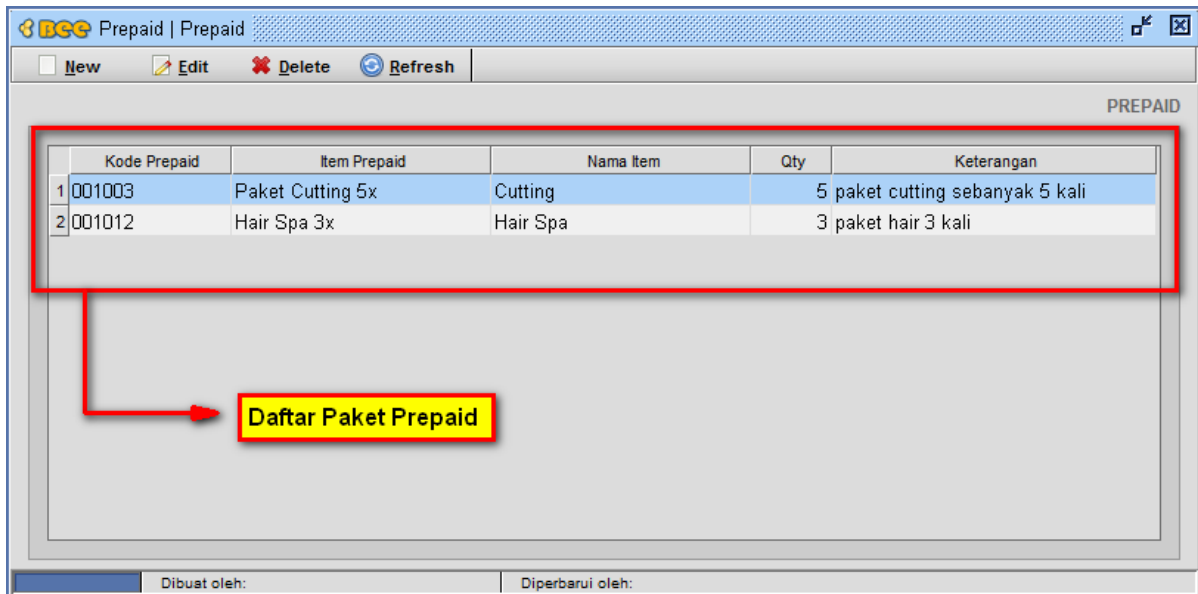 Bee Prepaid | Prepaid
New Edit Delete Refresh
PREPAID
Kode Prepaid Item Prepaid Nama Item Qty Keterangan
1 001003 Paket Cutting 5x Cutting 5 paket cutting sebanyak 5 kali
2 001012 Hair Spa 3x Hair Spa 3 paket hair 3 kali
Daftar Paket Prepaid
Dibuat oleh: Diperbarui oleh: